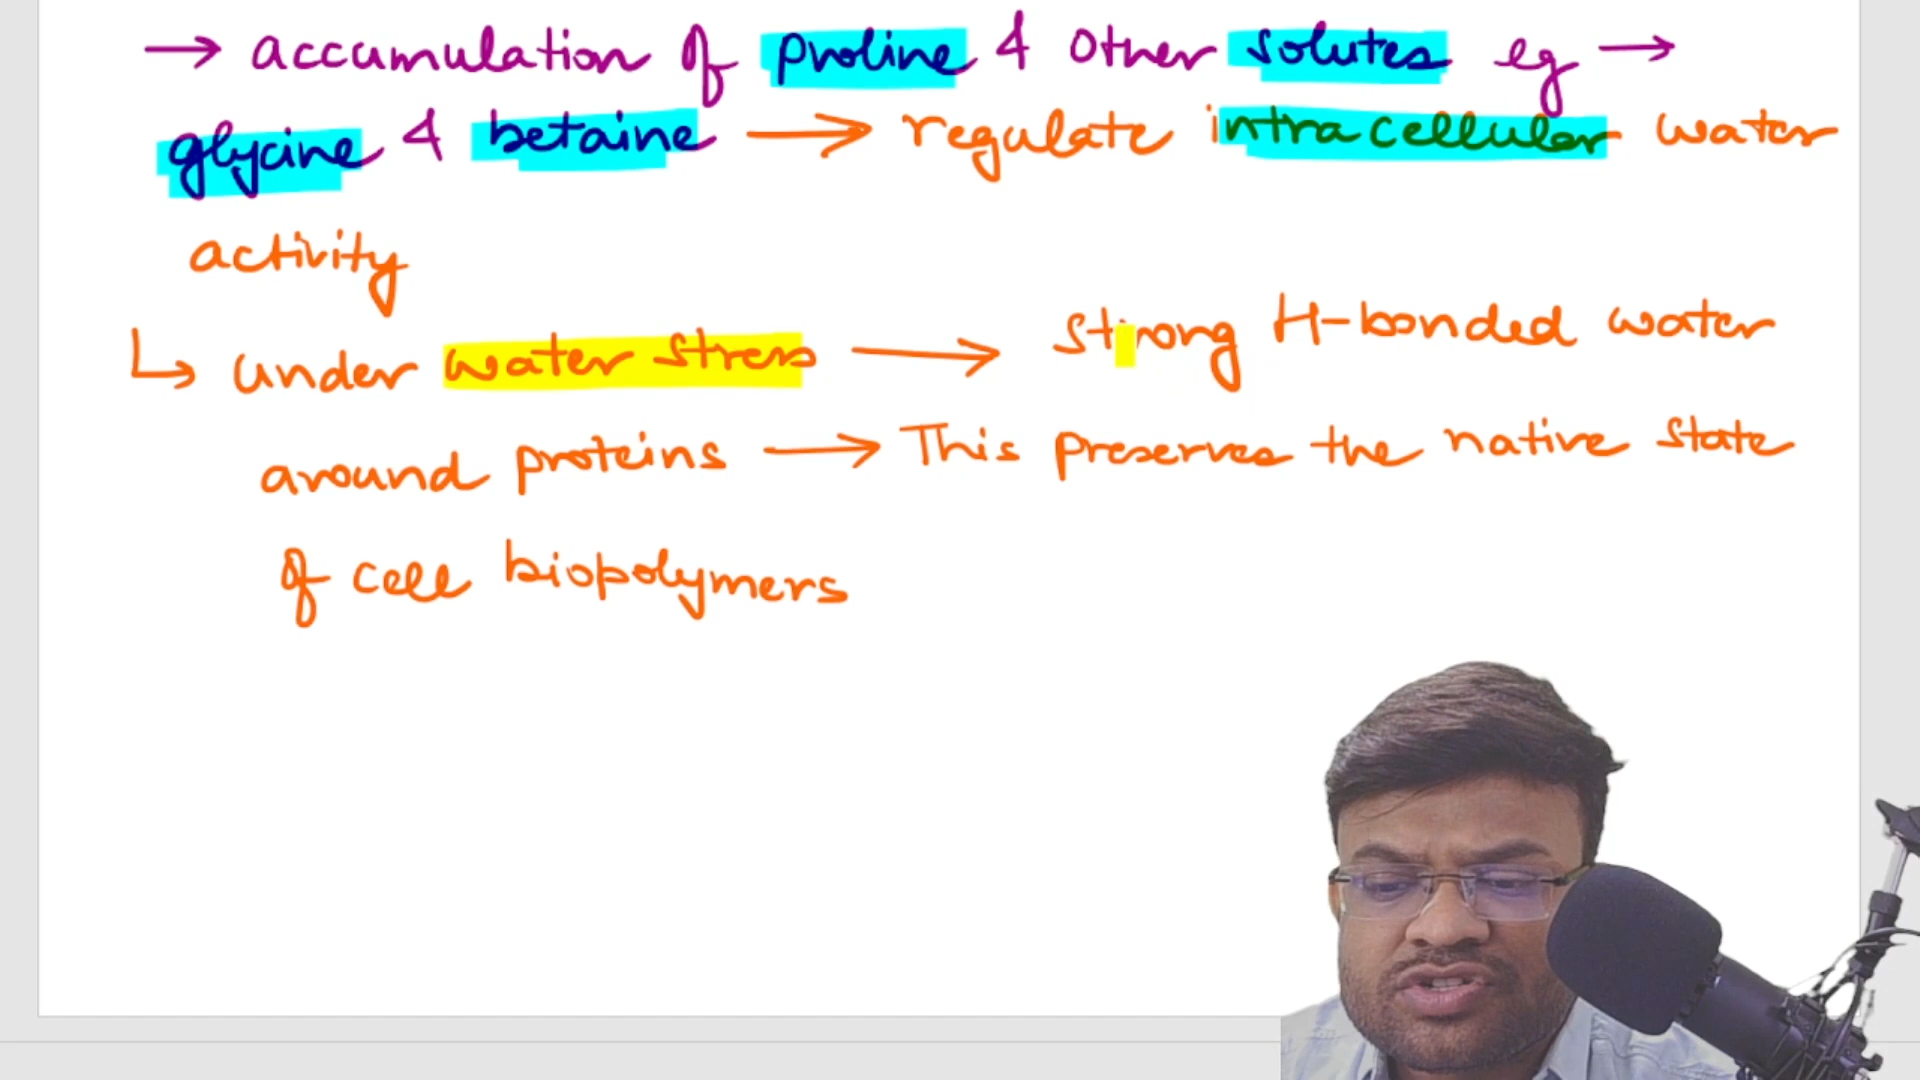 → accumulation of proline & other solutes eg →
glycine & betaine → regulate intracellular water
activity
↳ under water stress → strong H-bonded water
around proteins → This preserves the native state
of cell biopolymers